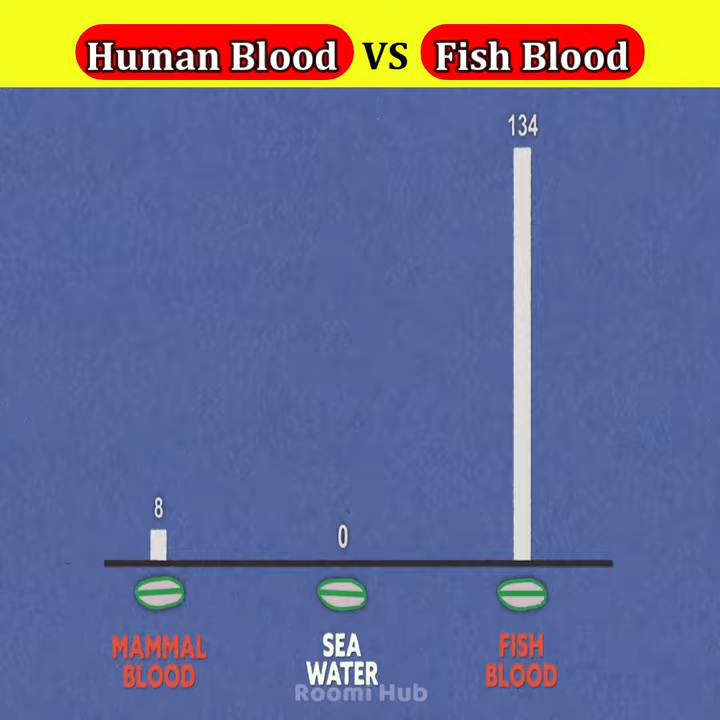 Human Blood VS Fish Blood
134
8
0
MAMMAL BLOOD
SEA WATER
FISH BLOOD
Roomi Hub